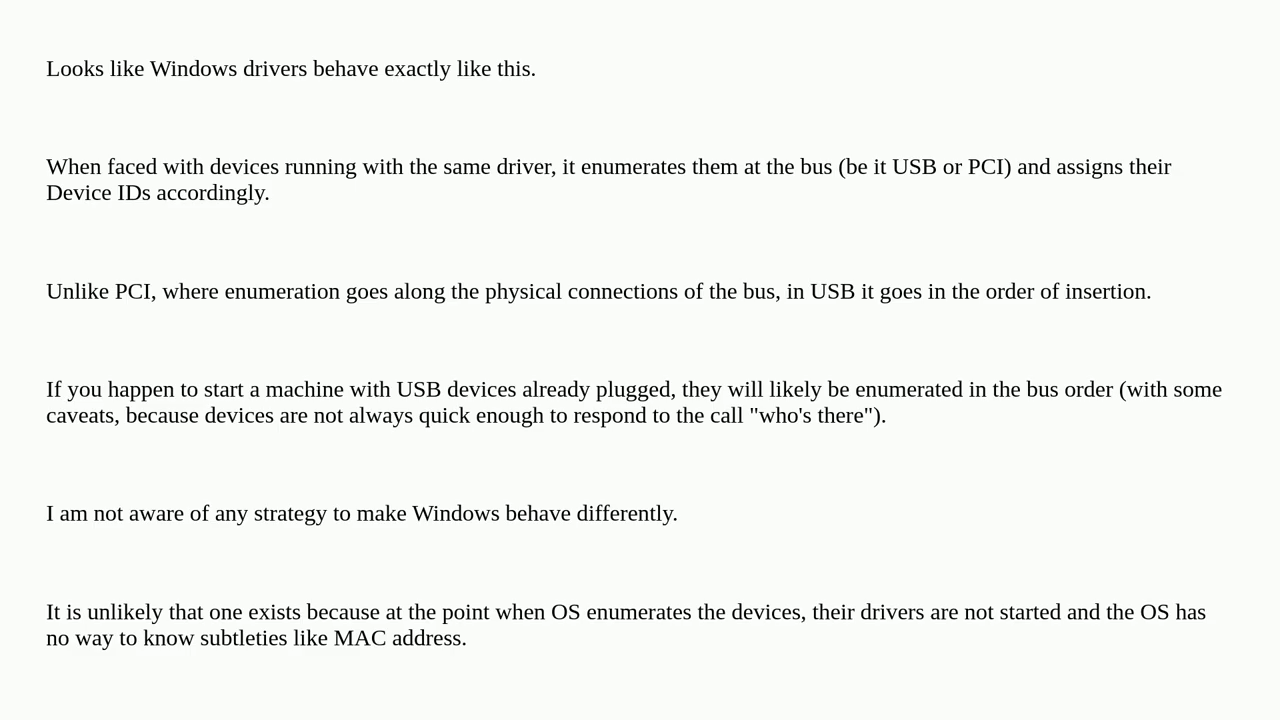 Looks like Windows drivers behave exactly like this.
When faced with devices running with the same driver, it enumerates them at the bus (be it USB or PCI) and assigns their
Device IDs accordingly.
Unlike PCI, where enumeration goes along the physical connections of the bus, in USB it goes in the order of insertion.
If you happen to start a machine with USB devices already plugged, they will likely be enumerated in the bus order (with some
caveats, because devices are not always quick enough to respond to the call "who's there").
I am not aware of any strategy to make Windows behave differently.
It is unlikely that one exists because at the point when OS enumerates the devices, their drivers are not started and the OS has
no way to know subtleties like MAC address.